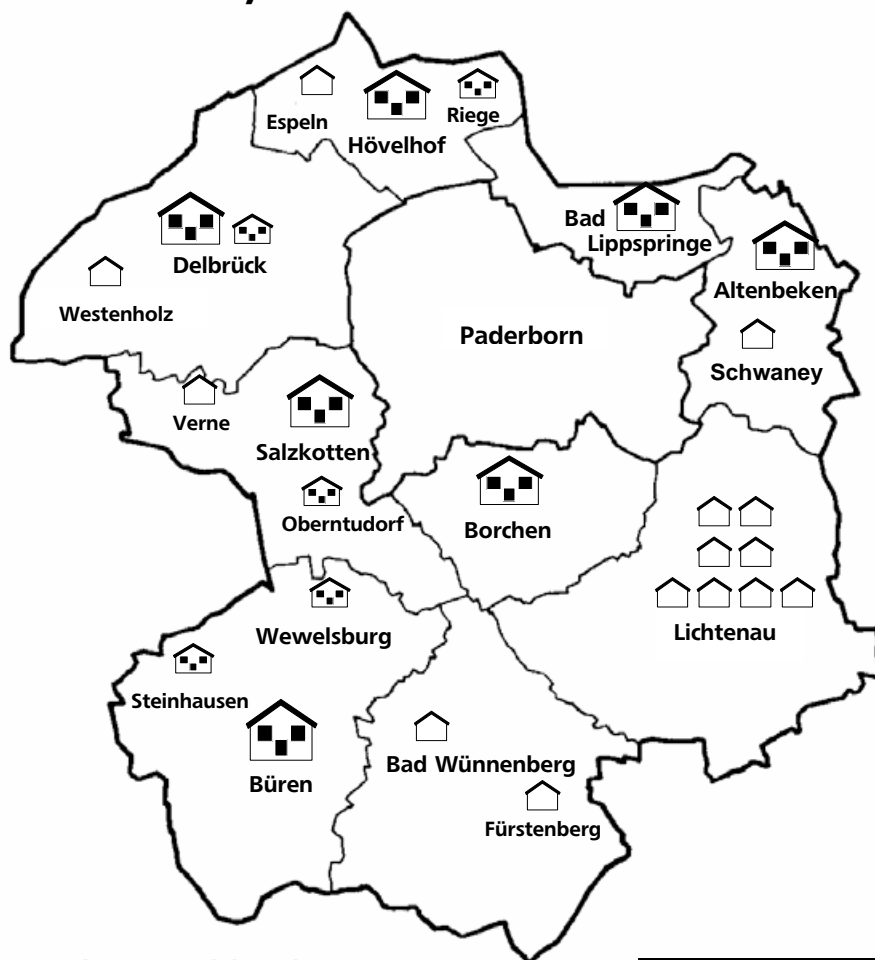 Espeln
Riege
Hövelhof
Bad
Lippspringe
Delbrück
Westenholz
Altenbeken
Paderborn
Schwaney
Verne
Salzkotten
Oberntudorf
Borchen
Wewelsburg
Lichtenau
Steinhausen
Bad Wünnenberg
Büren
Fürstenberg